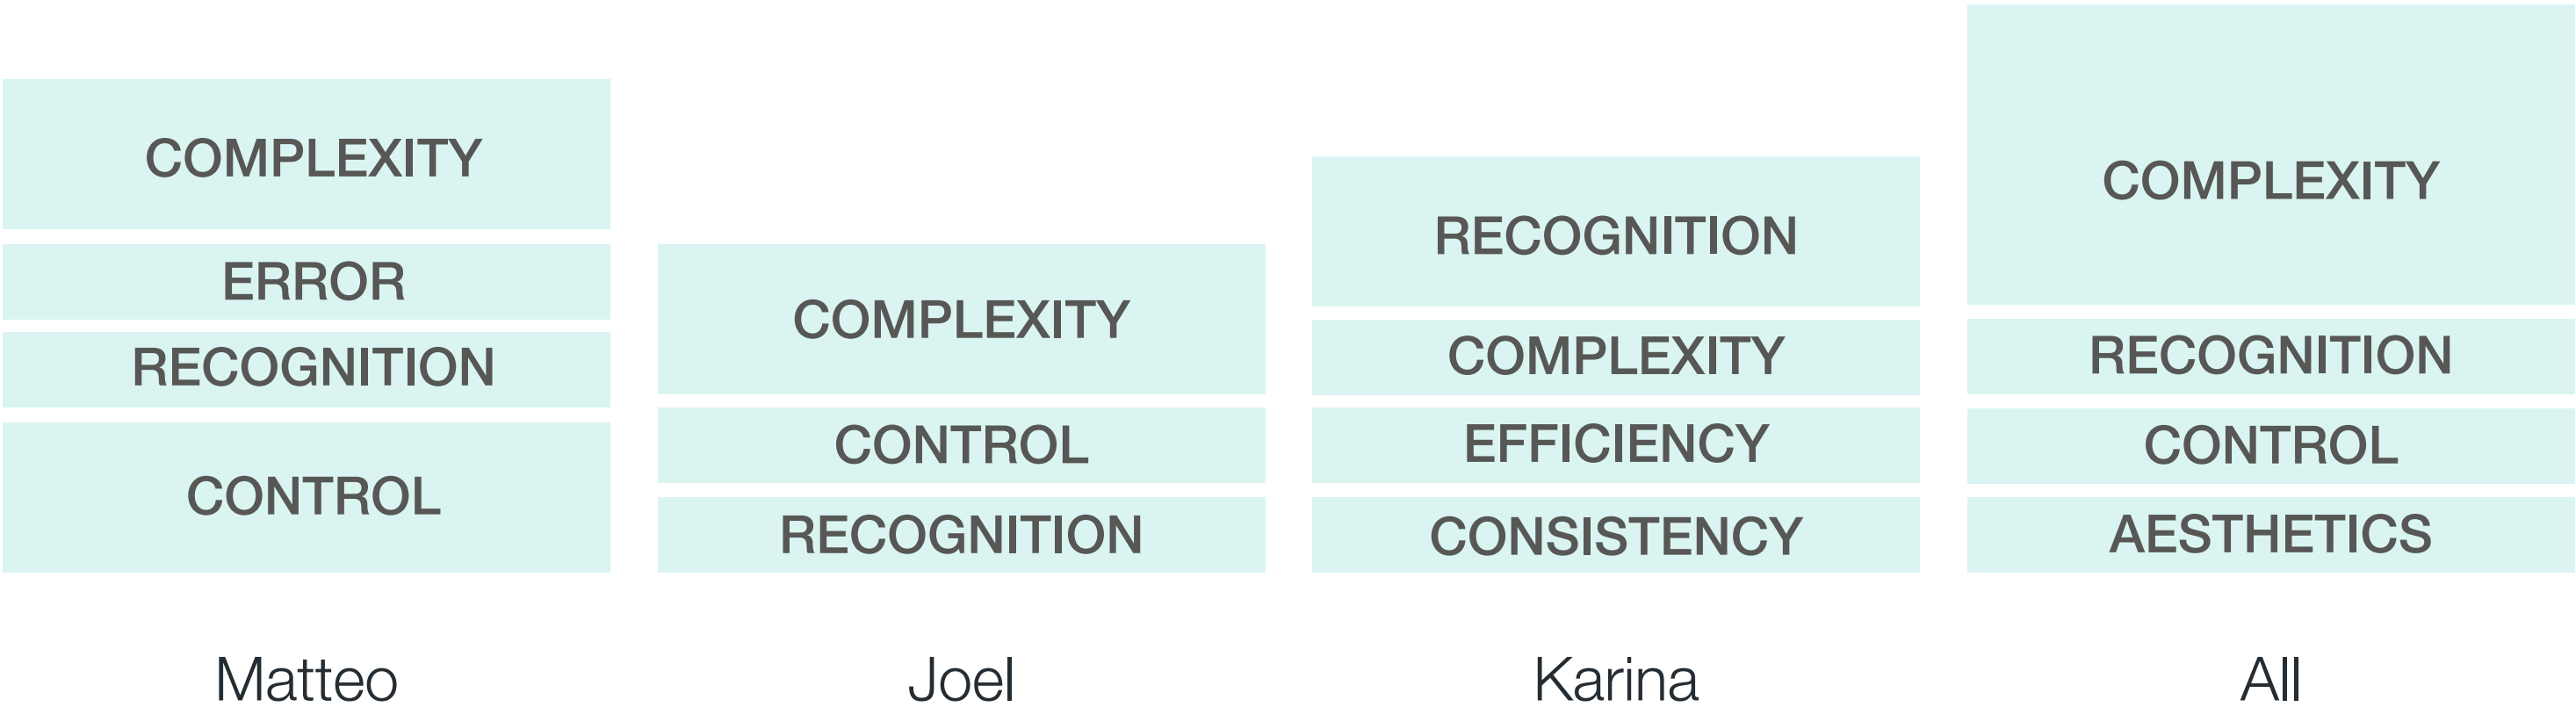 COMPLEXITY
ERROR
RECOGNITION
CONTROL
Matteo
COMPLEXITY
CONTROL
RECOGNITION
Joel
RECOGNITION
COMPLEXITY
EFFICIENCY
CONSISTENCY
Karina
COMPLEXITY
RECOGNITION
CONTROL
AESTHETICS
All